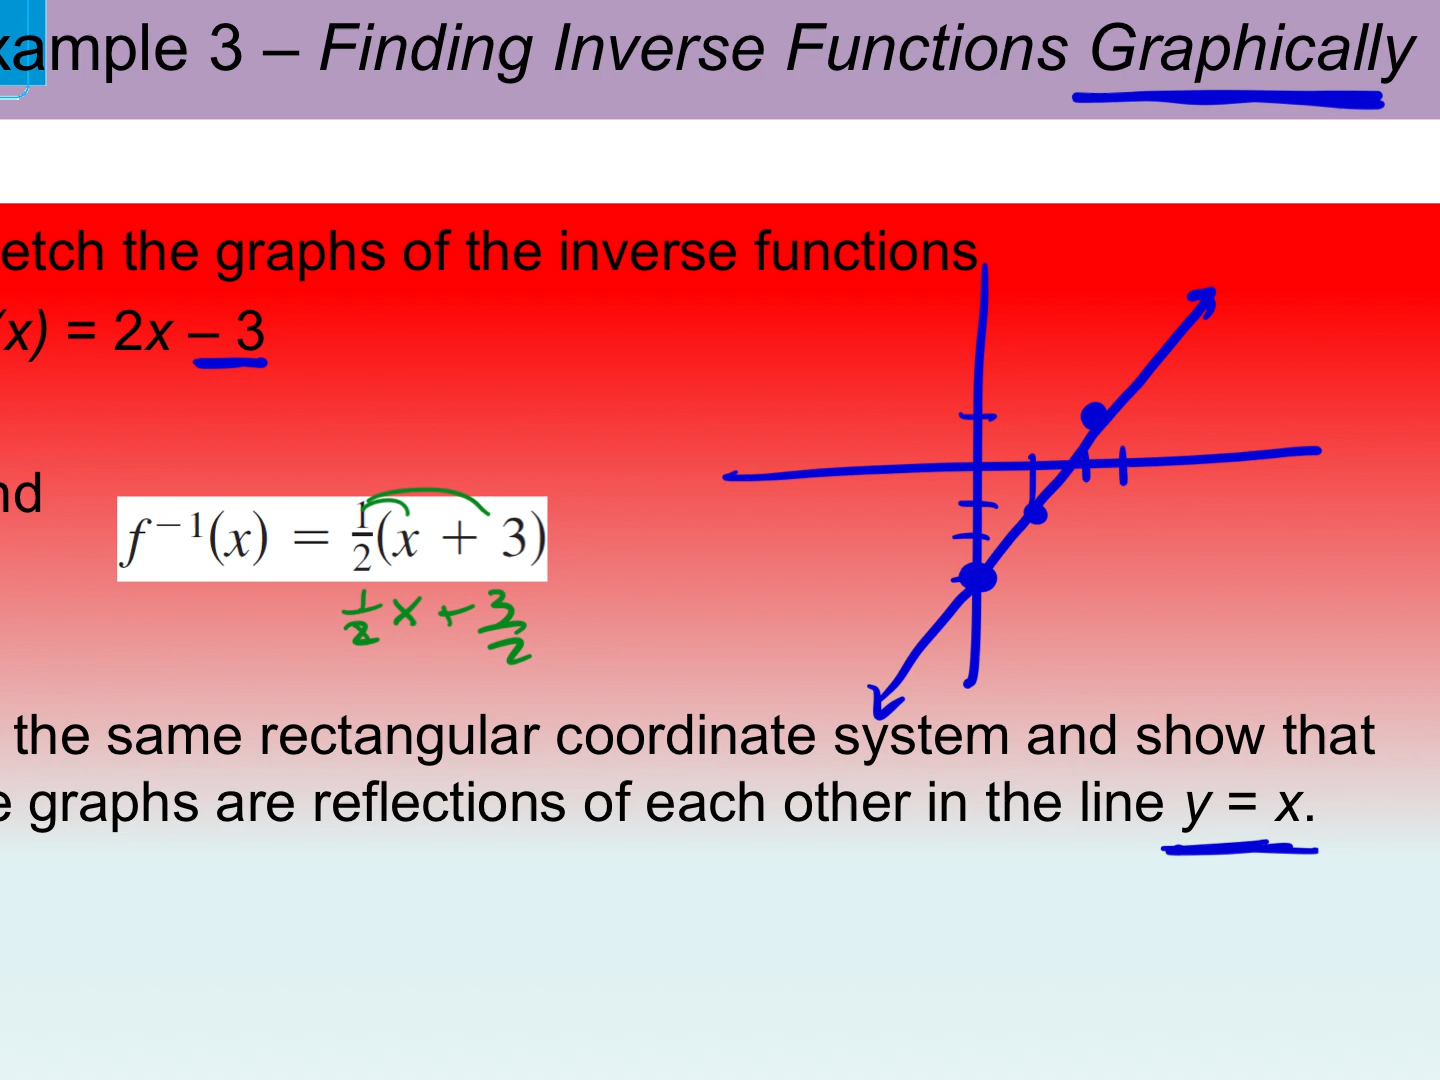 xample 3 – Finding Inverse Functions Graphically
etch the graphs of the inverse functions
(x) = 2x – 3
nd
f⁻¹(x) = ½(x + 3)
½x + 3/2
the same rectangular coordinate system and show that
e graphs are reflections of each other in the line y = x.